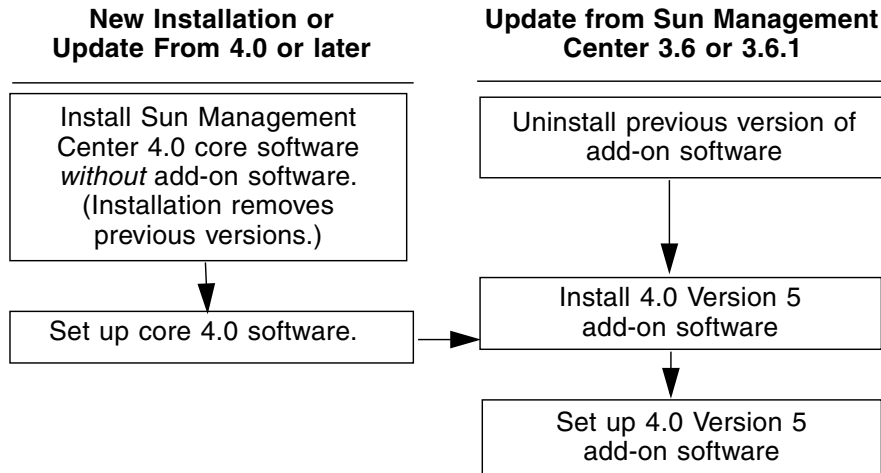 New Installation or
Update From 4.0 or later
Install Sun Management
Center 4.0 core software
without add-on software.
(Installation removes
previous versions.)
Set up core 4.0 software.
Update from Sun Management
Center 3.6 or 3.6.1
Uninstall previous version of
add-on software
Install 4.0 Version 5
add-on software
Set up 4.0 Version 5
add-on software